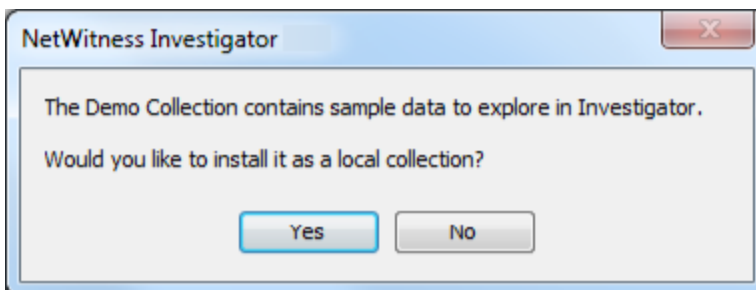 NetWitness Investigator
The Demo Collection contains sample data to explore in Investigator.
Would you like to install it as a local collection?
Yes No